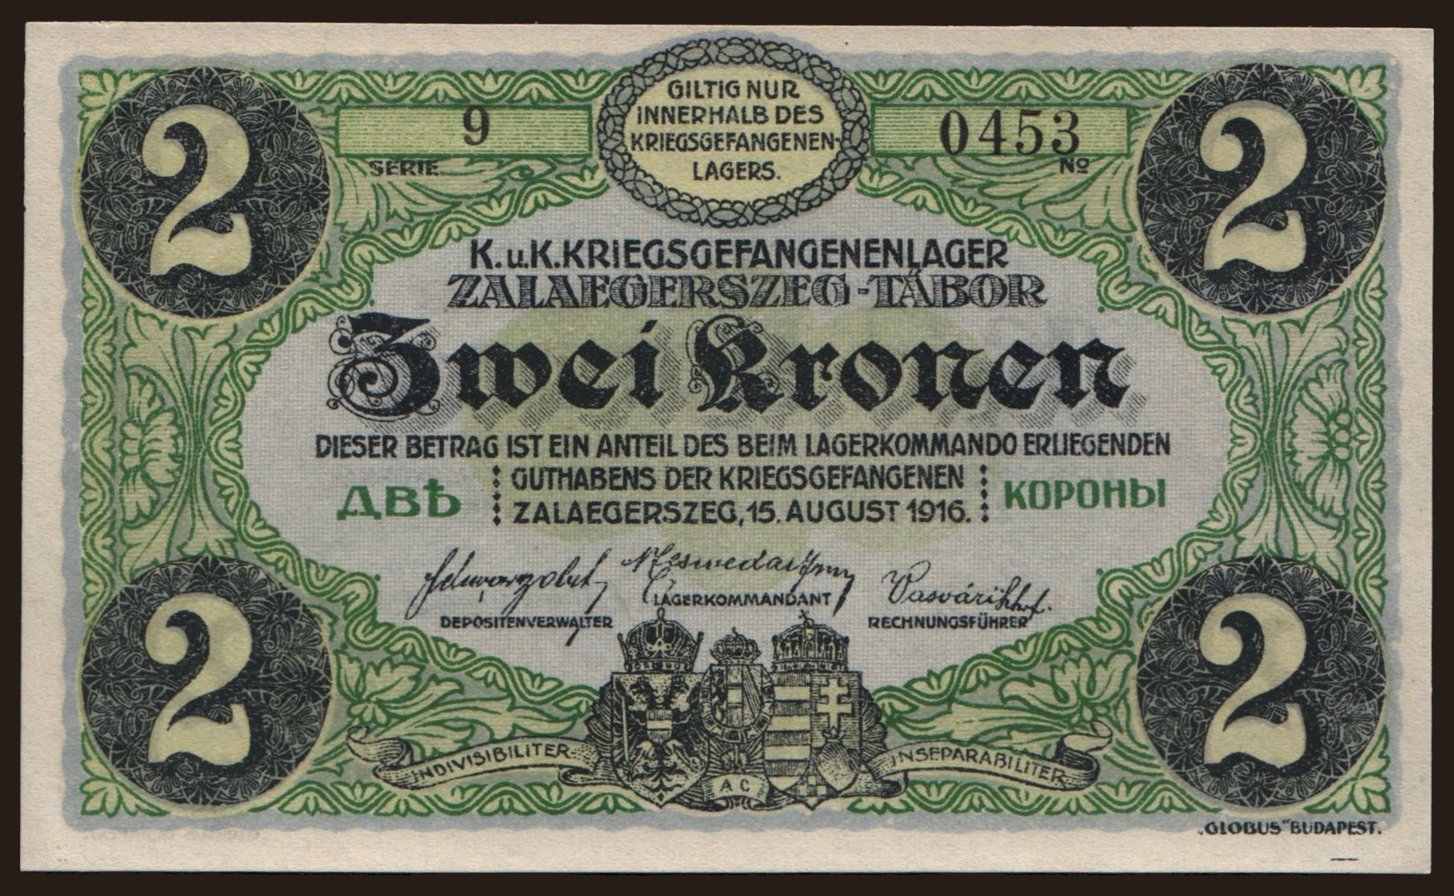 2
2
GILTIG NUR
INNERHALB DES
KRIEGSGEFANGENEN-
LAGERS.
9
SERIE
0453
№
K.u.K.KRIEGSGEFANGENENLAGER
ZALAEGERSZEG-TÁBOR
Zwei Kronen
DIESER BETRAG IST EIN ANTEIL DES BEIM LAGERKOMMANDO ERLIEGENDEN
GUTHABENS DER KRIEGSGEFANGENEN
ДВѢ
КОРОНЫ
ZALAEGERSZEG, 15. AUGUST 1916.
LAGERKOMMANDANT
DEPOSITENVERWALTER
RECHNUNGSFÜHRER
2
2
INDIVISIBILITER
INSEPARABILITER
AC
„GLOBUS" BUDAPEST.